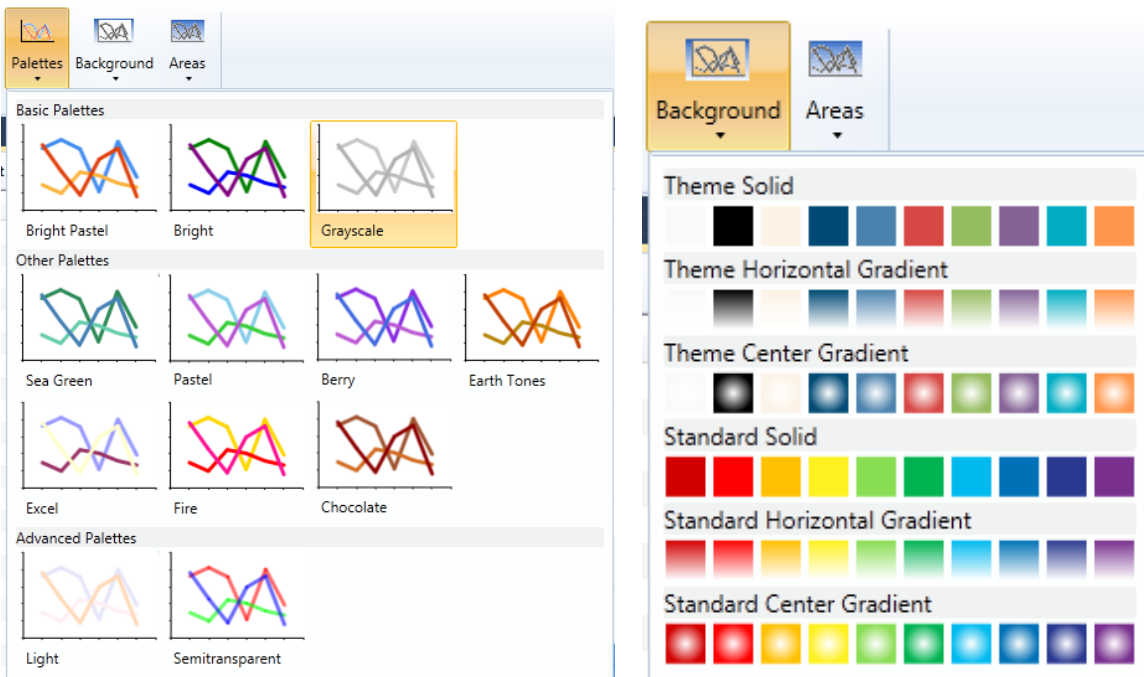 Palettes Background Areas
Basic Palettes
Bright Pastel Bright Grayscale
Other Palettes
Sea Green Pastel Berry Earth Tones
Excel Fire Chocolate
Advanced Palettes
Light Semitransparent
Background Areas
Theme Solid
Theme Horizontal Gradient
Theme Center Gradient
Standard Solid
Standard Horizontal Gradient
Standard Center Gradient